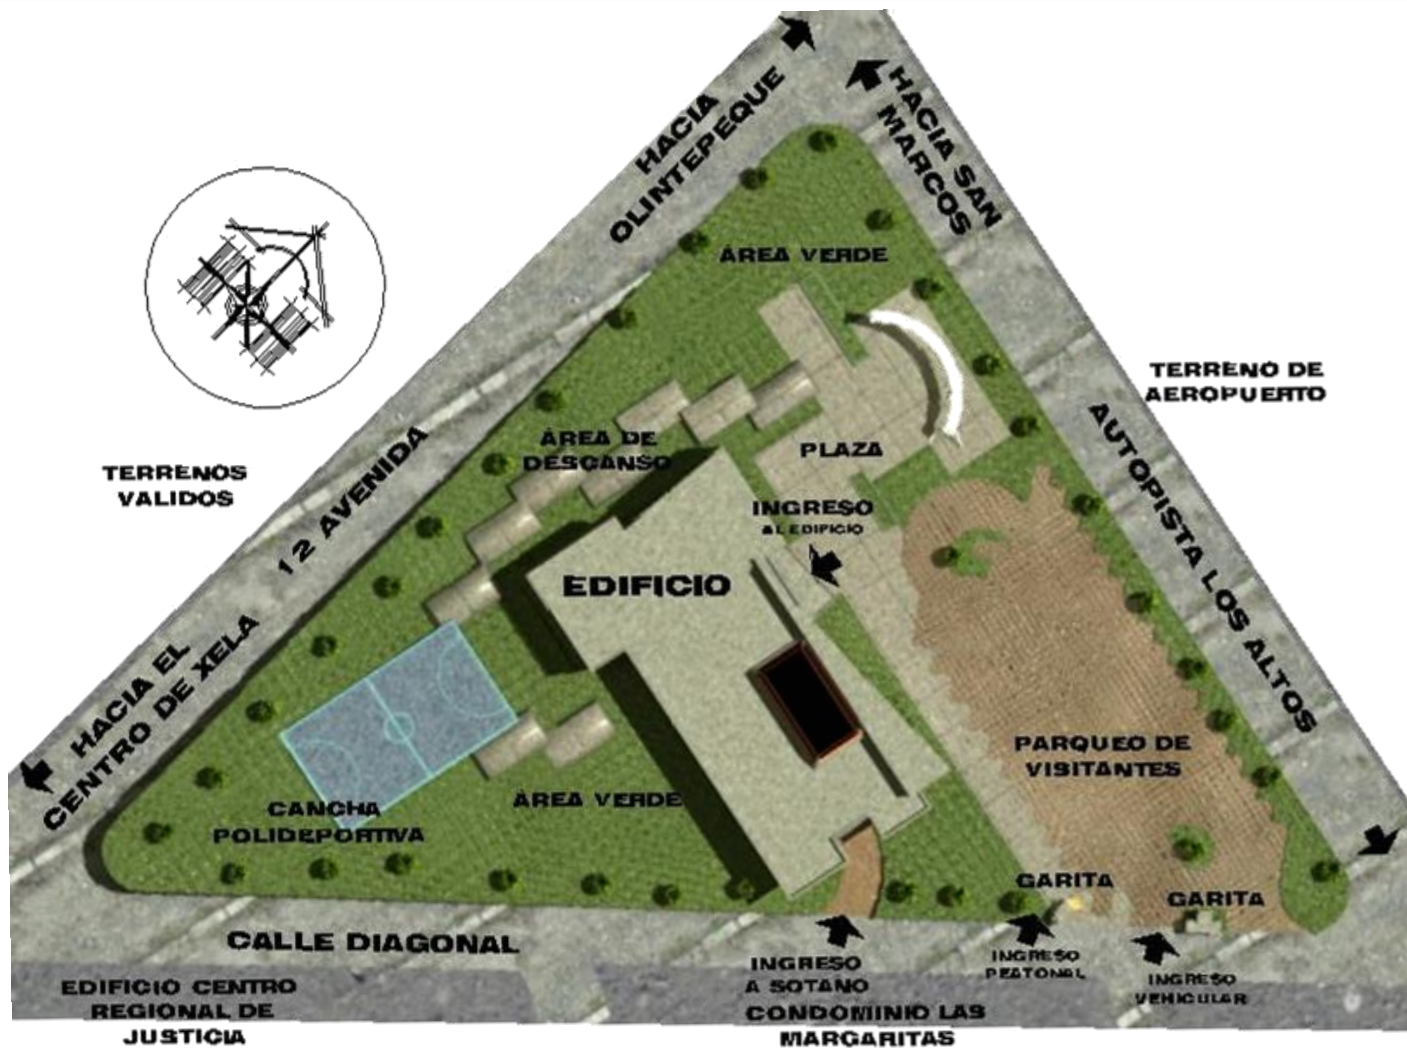 HACIA
OLINTEPEQUE
HACIA SAN
MARCOS
ÁREA VERDE
TERRENO DE
AEROPUERTO
ÁREA DE
DESCANSO
PLAZA
TERRENOS
VALIDOS
12 AVENIDA
AUTOPISTA LOS ALTOS
INGRESO
AL EDIFICIO
EDIFICIO
HACIA EL
CENTRO DE XELA
PARQUEO DE
VISITANTES
CANCHA
POLIDEPORTIVA
ÁREA VERDE
GARITA
GARITA
CALLE DIAGONAL
INGRESO
A SOTANO
INGRESO
PEATONAL
INGRESO
VEHICULAR
EDIFICIO CENTRO
REGIONAL DE
JUSTICIA
CONDOMINIO LAS
MARGARITAS